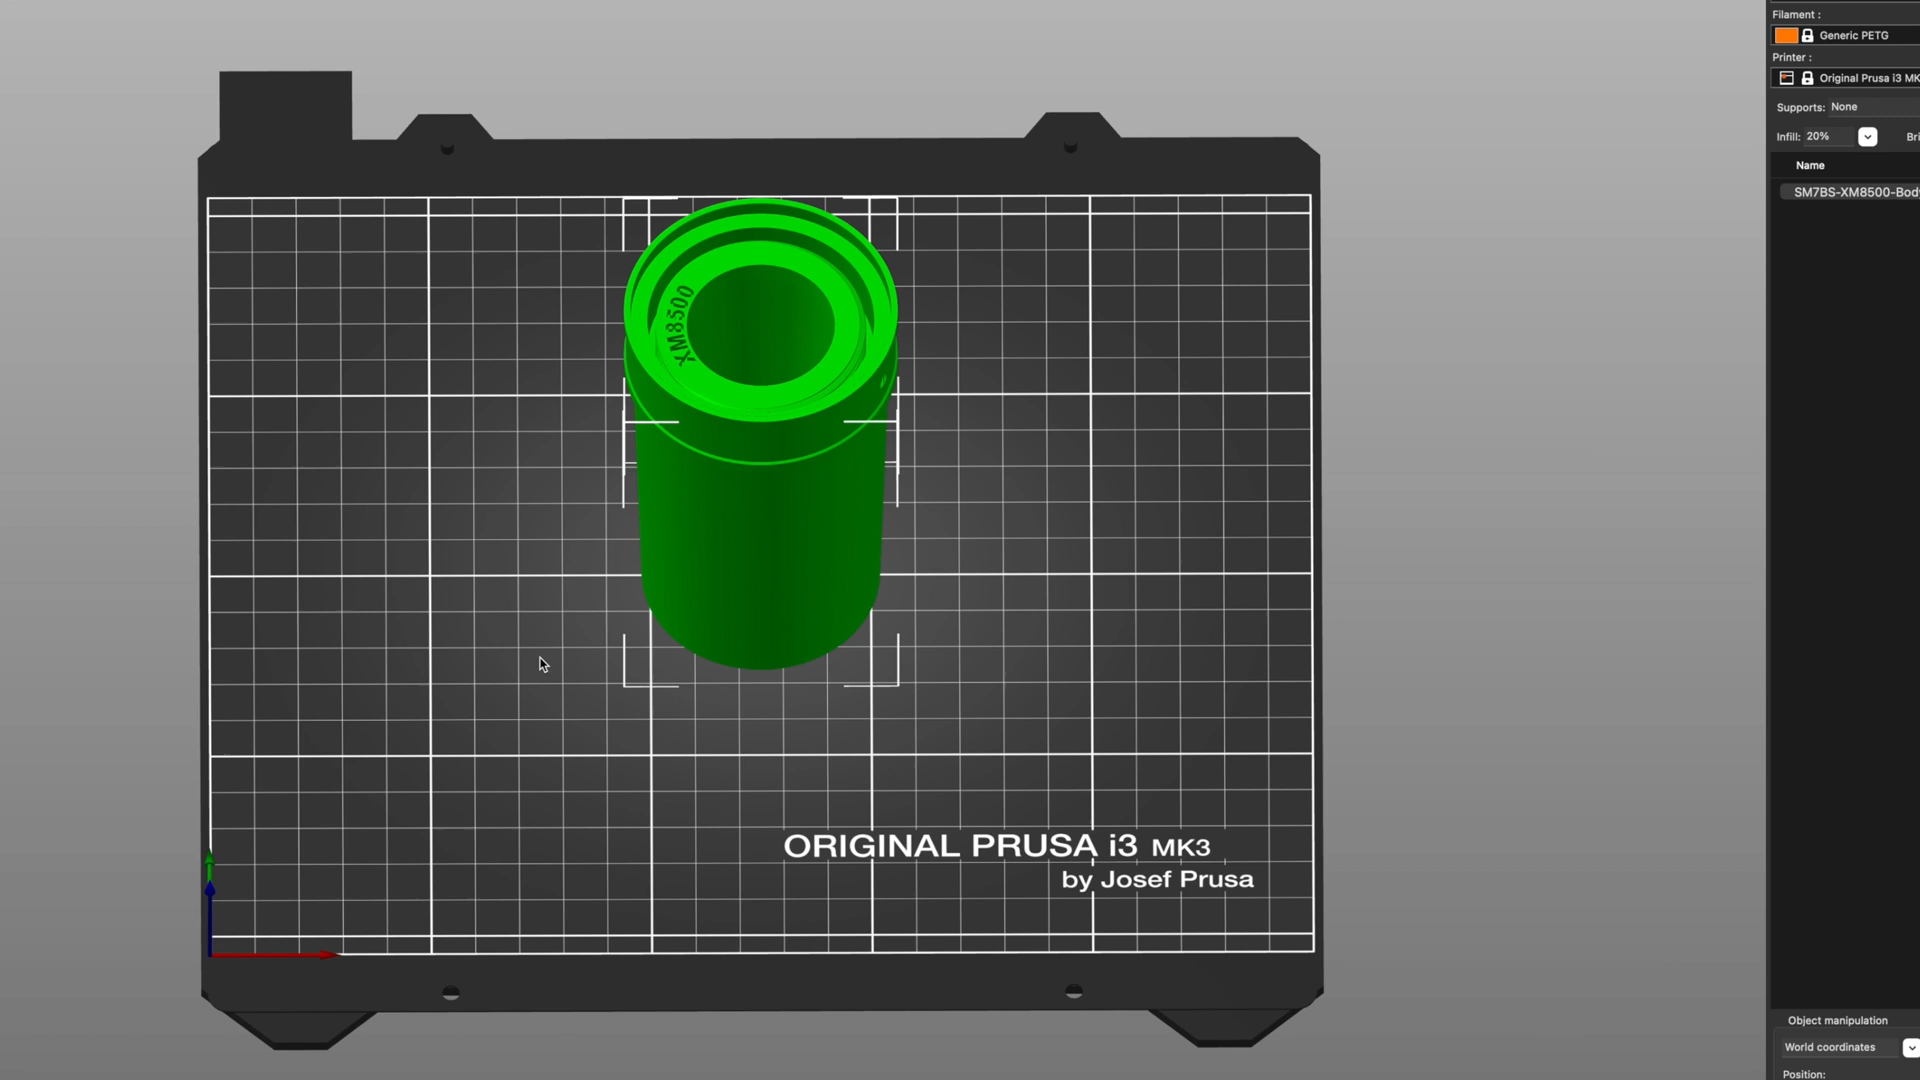 Filament :
Generic PETG
Printer :
Original Prusa i3 MK
Supports: None
Infill: 20%
Bri
Name
SM7BS-XM8500-Body
XM8500
ORIGINAL PRUSA i3 MK3
by Josef Prusa
Object manipulation
World coordinates
Position: